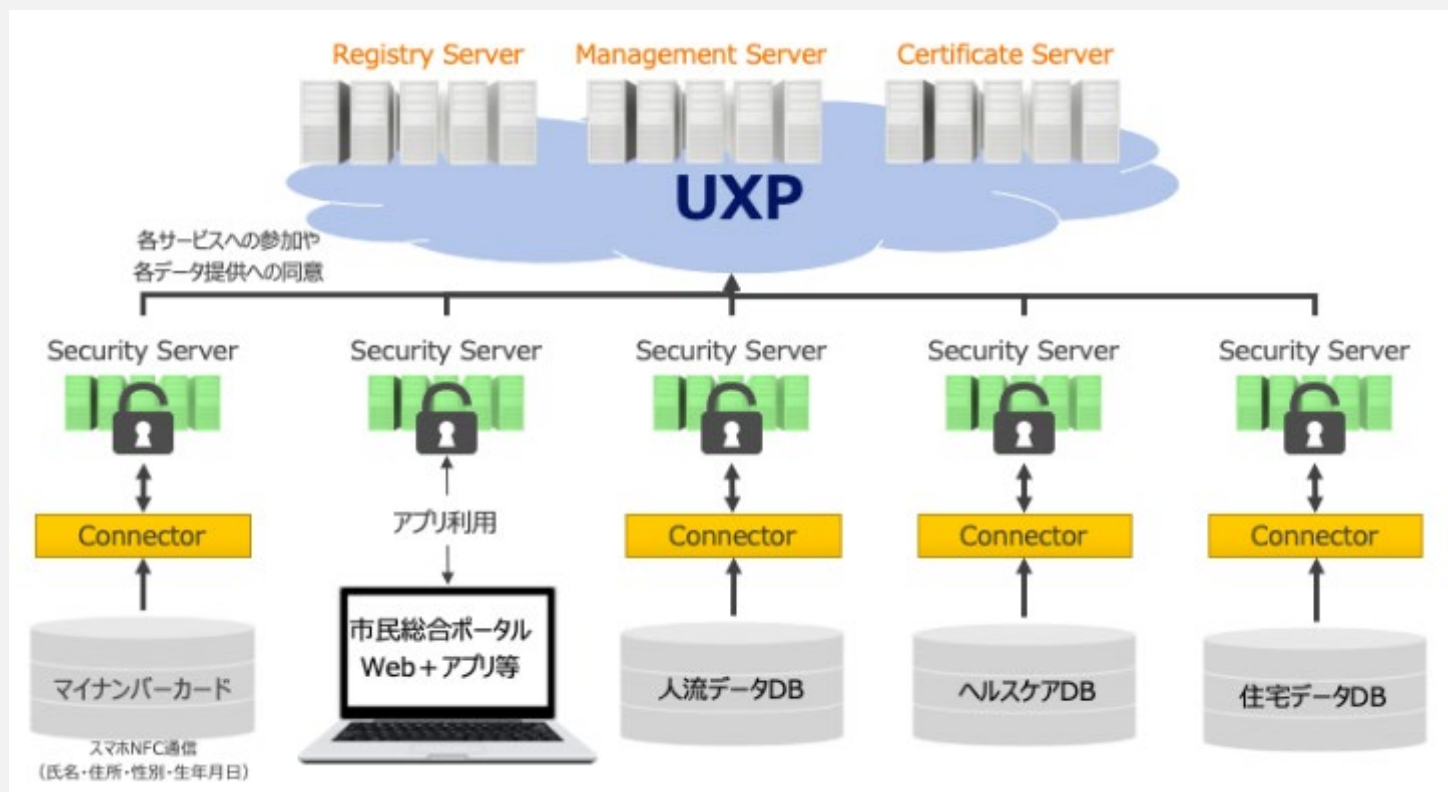 Registry Server
Management Server
Certificate Server
UXP
各サービスへの参加や
各データ提供への同意
Security Server
Security Server
Security Server
Security Server
Security Server
Connector
アプリ利用
Connector
Connector
Connector
マイナンバーカード
市民総合ポータル
Web+アプリ等
人流データDB
ヘルスケアDB
住宅データDB
スマホNFC通信
(氏名・住所・性別・生年月日)